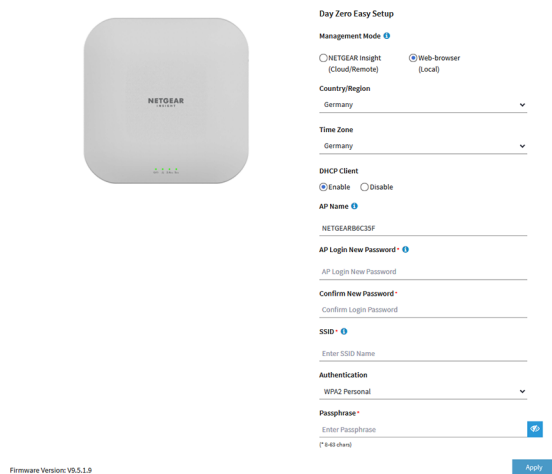 NETGEAR
INSIGHT
Day Zero Easy Setup
Management Mode
NETGEAR Insight
(Cloud/Remote)
Web-browser
(Local)
Country/Region
Germany
Time Zone
Germany
DHCP Client
Enable Disable
AP Name
NETGEARB6C35F
AP Login New Password*
AP Login New Password
Confirm New Password*
Confirm Login Password
SSID*
Enter SSID Name
Authentication
WPA2 Personal
Passphrase*
Enter Passphrase
(* 8-63 chars)
Apply
Firmware Version: V9.5.1.9